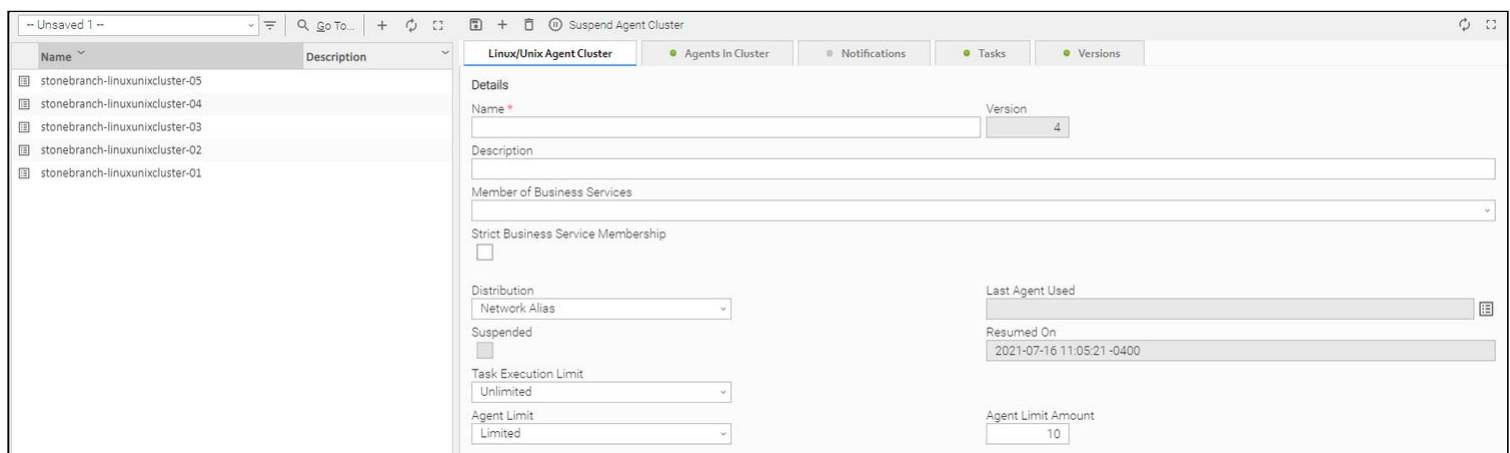 -- Unsaved 1 --
Go To...
Suspend Agent Cluster
Name Description
stonebranch-linuxunixcluster-05
stonebranch-linuxunixcluster-04
stonebranch-linuxunixcluster-03
stonebranch-linuxunixcluster-02
stonebranch-linuxunixcluster-01
Linux/Unix Agent Cluster Agents In Cluster Notifications Tasks Versions
Details
Name * Version
4
Description
Member of Business Services
Strict Business Service Membership
Distribution Last Agent Used
Network Alias
Suspended Resumed On
2021-07-16 11:05:21 -0400
Task Execution Limit
Unlimited
Agent Limit Agent Limit Amount
Limited 10